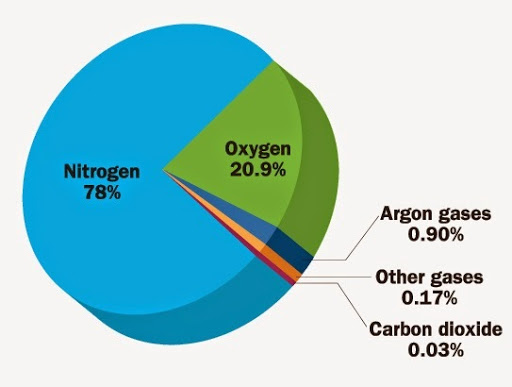 Nitrogen
78%
Oxygen
20.9%
Argon gases
0.90%
Other gases
0.17%
Carbon dioxide
0.03%